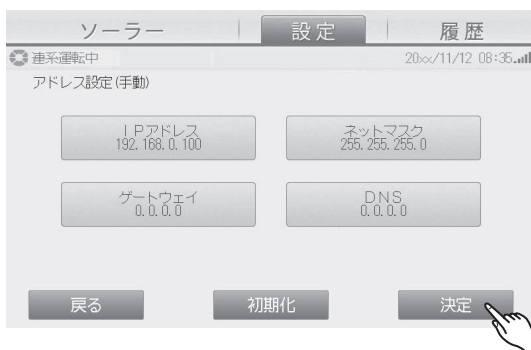 ソーラー 設定 履歴
連系運転中 20××/11/12 08:35
アドレス設定(手動)
IPアドレス ネットマスク
192.168.0.100 255.255.255.0
ゲートウェイ DNS
0.0.0.0 0.0.0.0
戻る 初期化 決定